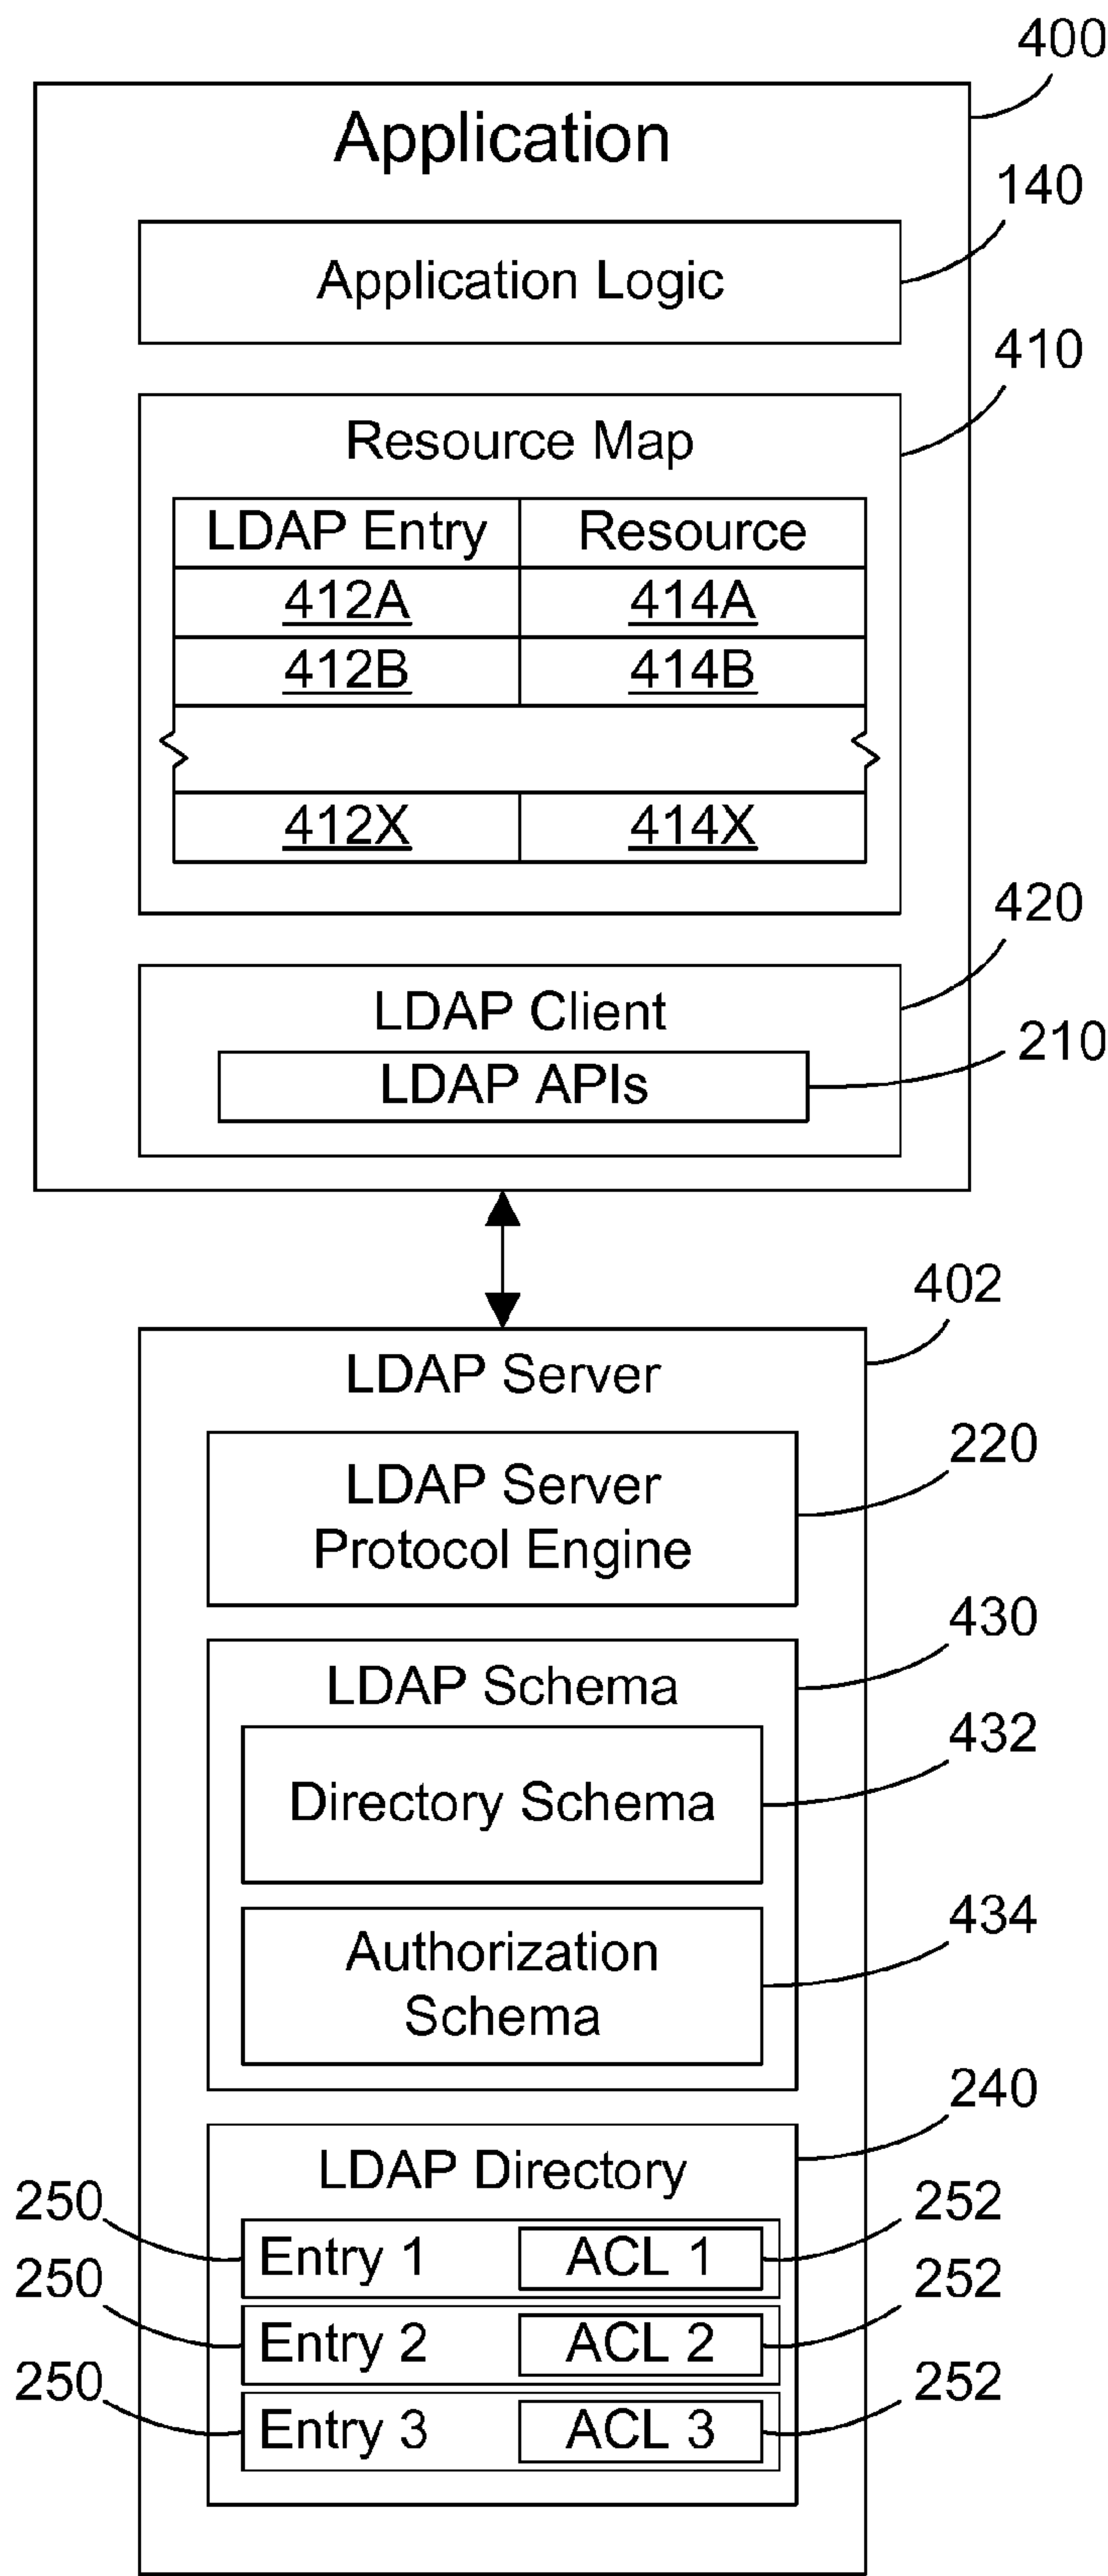 400
Application
140
Application Logic
410
Resource Map
LDAP Entry Resource
412A 414A
412B 414B
412X 414X
420
LDAP Client
210
LDAP APIs
402
LDAP Server
220
LDAP Server
Protocol Engine
430
LDAP Schema
432
Directory Schema
434
Authorization
Schema
240
LDAP Directory
250 252
Entry 1 ACL 1
250 252
Entry 2 ACL 2
250 252
Entry 3 ACL 3